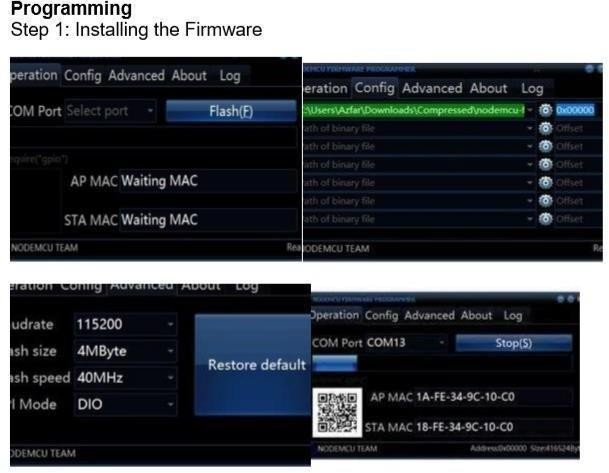 Programming
Step 1: Installing the Firmware
peration Config Advanced About Log
COM Port Select port Flash(F)
equire("gpio")
AP MAC Waiting MAC
STA MAC Waiting MAC
NODEMCU TEAM Rea
NODEMCU FIRMWARE PROGRAMMER
eration Config Advanced About Log
:\Users\Azfar\Downloads\Compressed\nodemcu-f 0x00000
ath of binary file Offset
ath of binary file Offset
ath of binary file Offset
ath of binary file Offset
ath of binary file Offset
ath of binary file Offset
ODEMCU TEAM Re
eration Config Advanced About Log
udrate 115200
ash size 4MByte
ash speed 40MHz
I Mode DIO
Restore default
ODEMCU TEAM
NODEMCU FIRMWARE PROGRAMMER
Operation Config Advanced About Log
COM Port COM13 Stop(S)
AP MAC 1A-FE-34-9C-10-C0
STA MAC 18-FE-34-9C-10-C0
NODEMCU TEAM Address:0x00000 Size:416524By